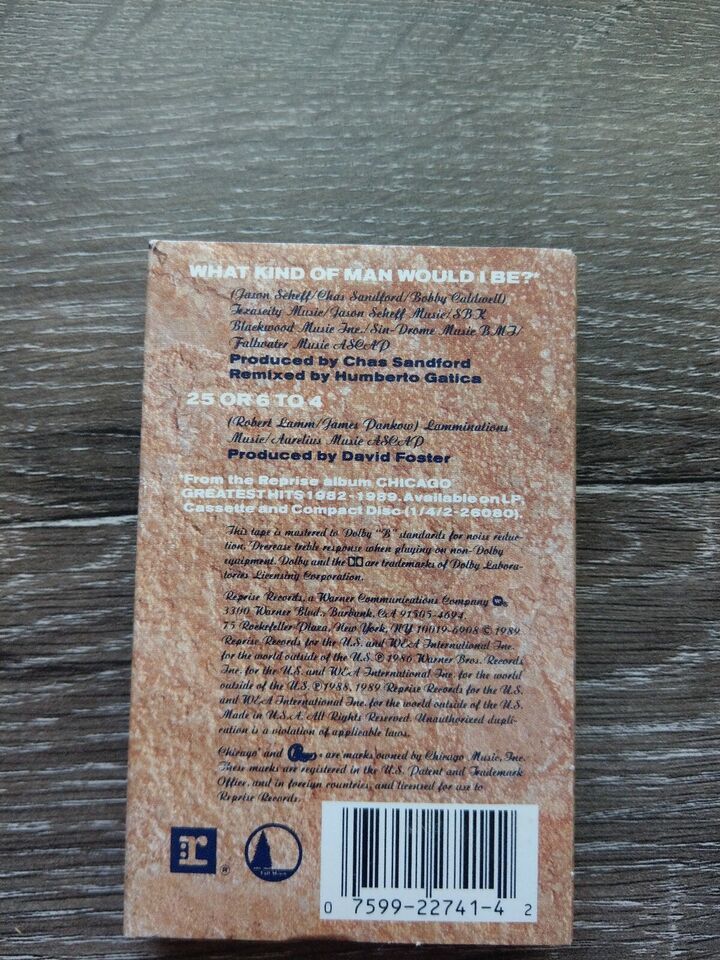 WHAT KIND OF MAN WOULD I BE?*
(Jason Scheff/Chas Sandford/Bobby Caldwell)
Texascity Music/Jason Scheff Music/SBK
Blackwood Music Inc./Sin-Drome Music BMI/
Fallwater Music ASCAP
Produced by Chas Sandford
Remixed by Humberto Gatica
25 OR 6 TO 4
(Robert Lamm/James Pankow) Lamminations
Music/Aurelius Music ASCAP
Produced by David Foster
*From the Reprise album CHICAGO
GREATEST HITS 1982-1989. Available on LP,
Cassette and Compact Disc (1/4/2-26080).
This tape is mastered to Dolby "B" standards for noise reduc-
tion. Decrease treble response when playing on non-Dolby
equipment. Dolby and the are trademarks of Dolby Labora-
tories Licensing Corporation.
Reprise Records, a Warner Communications Company
3300 Warner Blvd., Burbank, CA 91505-4694.
75 Rockefeller Plaza, New York, NY 10019-6908 © 1989
Reprise Records for the U.S. and WEA International Inc.
for the world outside of the U.S. ℗ 1986 Warner Bros. Records
Inc. for the U.S. and WEA International Inc. for the world
outside of the U.S. ℗ 1988, 1989 Reprise Records for the U.S.
and WEA International Inc. for the world outside of the U.S.
Made in U.S.A. All Rights Reserved. Unauthorized dupli-
cation is a violation of applicable laws.
Chicago® and ® are marks owned by Chicago Music, Inc.
These marks are registered in the U.S. Patent and Trademark
Office, and in foreign countries, and licensed for use to
Reprise Records.
r ®
Full Moon
0 7599-22741-4 2